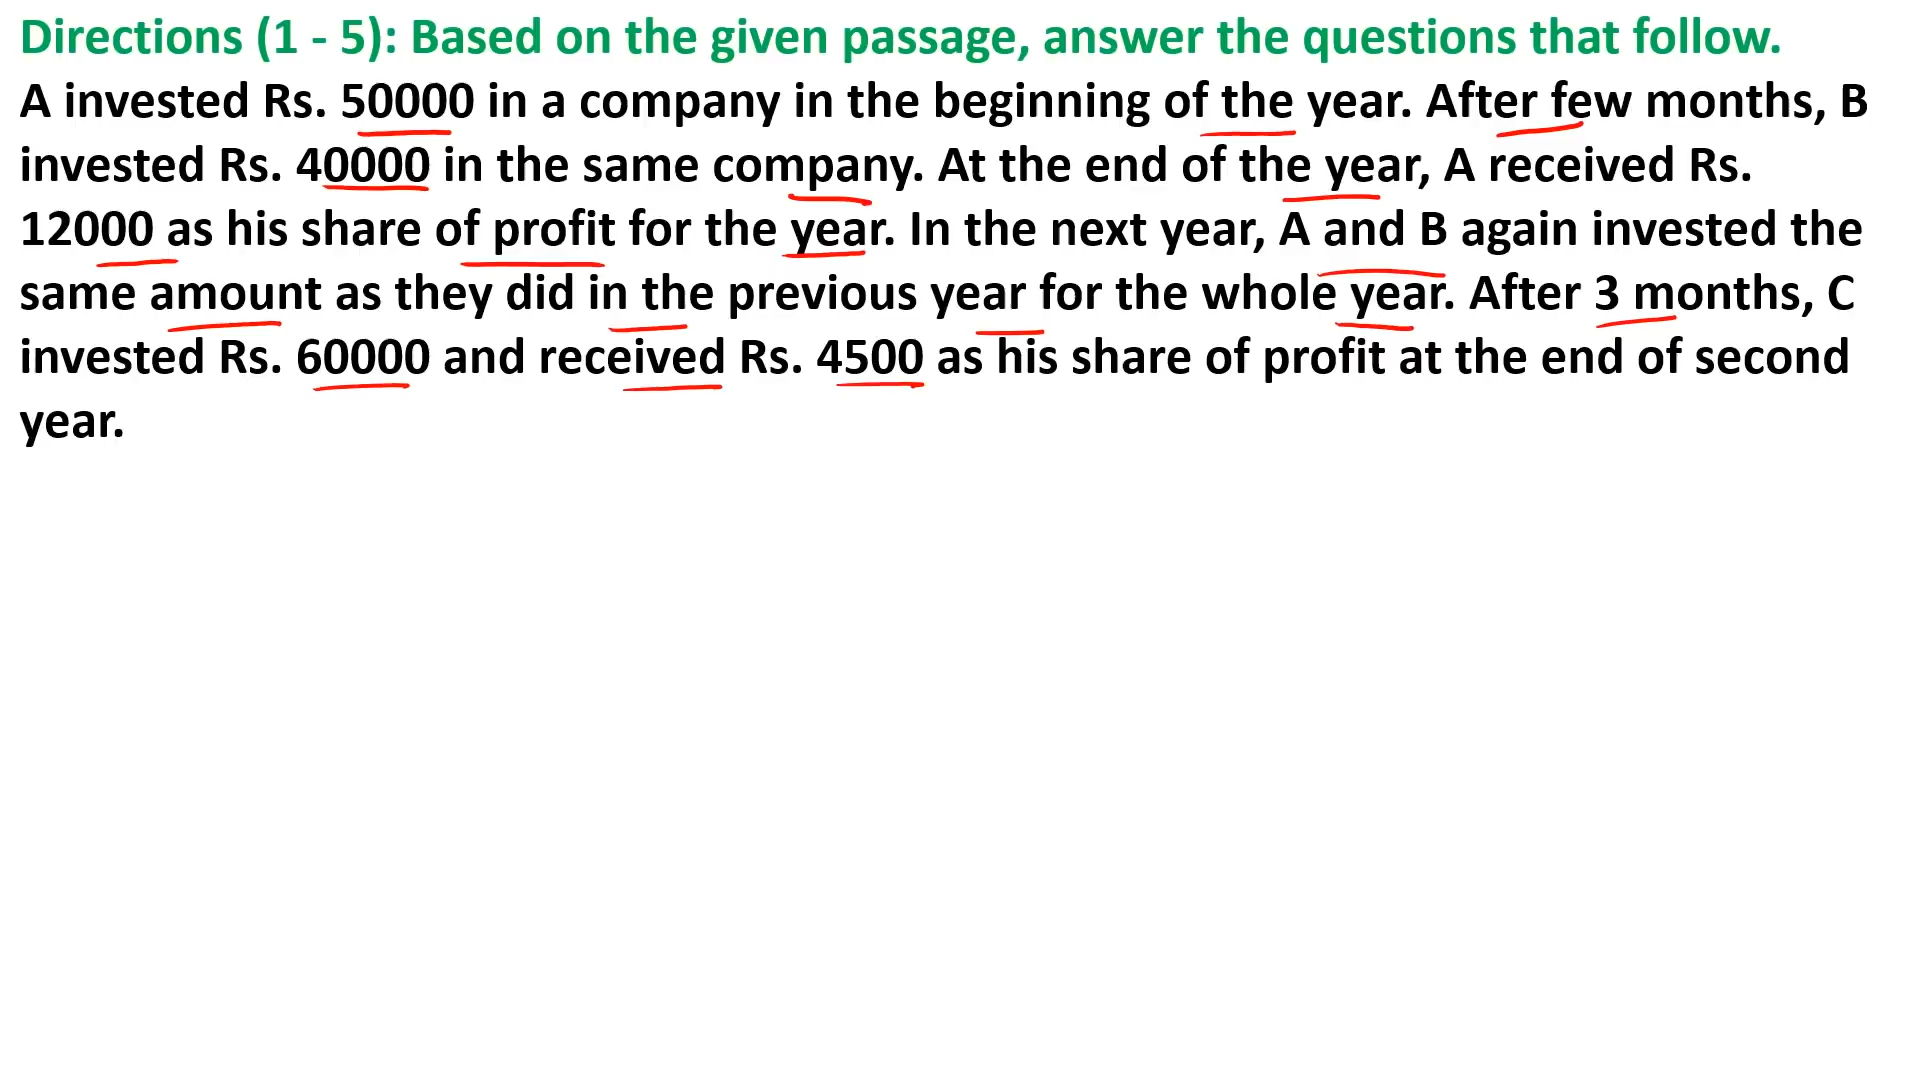 Directions (1 - 5): Based on the given passage, answer the questions that follow.
A invested Rs. 50000 in a company in the beginning of the year. After few months, B
invested Rs. 40000 in the same company. At the end of the year, A received Rs.
12000 as his share of profit for the year. In the next year, A and B again invested the
same amount as they did in the previous year for the whole year. After 3 months, C
invested Rs. 60000 and received Rs. 4500 as his share of profit at the end of second
year.